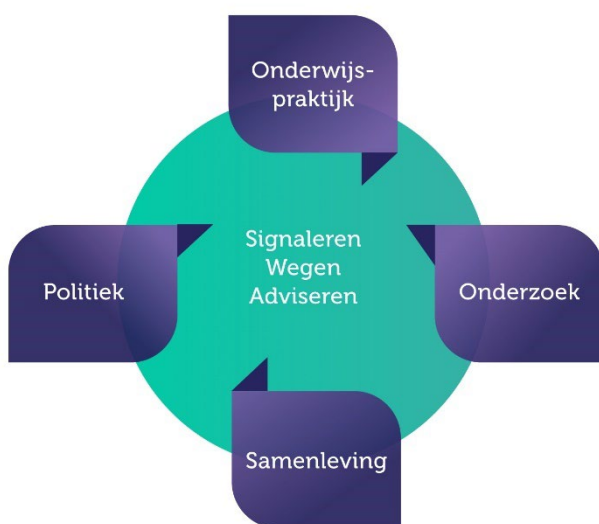 Onderwijs-
praktijk
Signaleren
Wegen
Adviseren
Politiek
Onderzoek
Samenleving